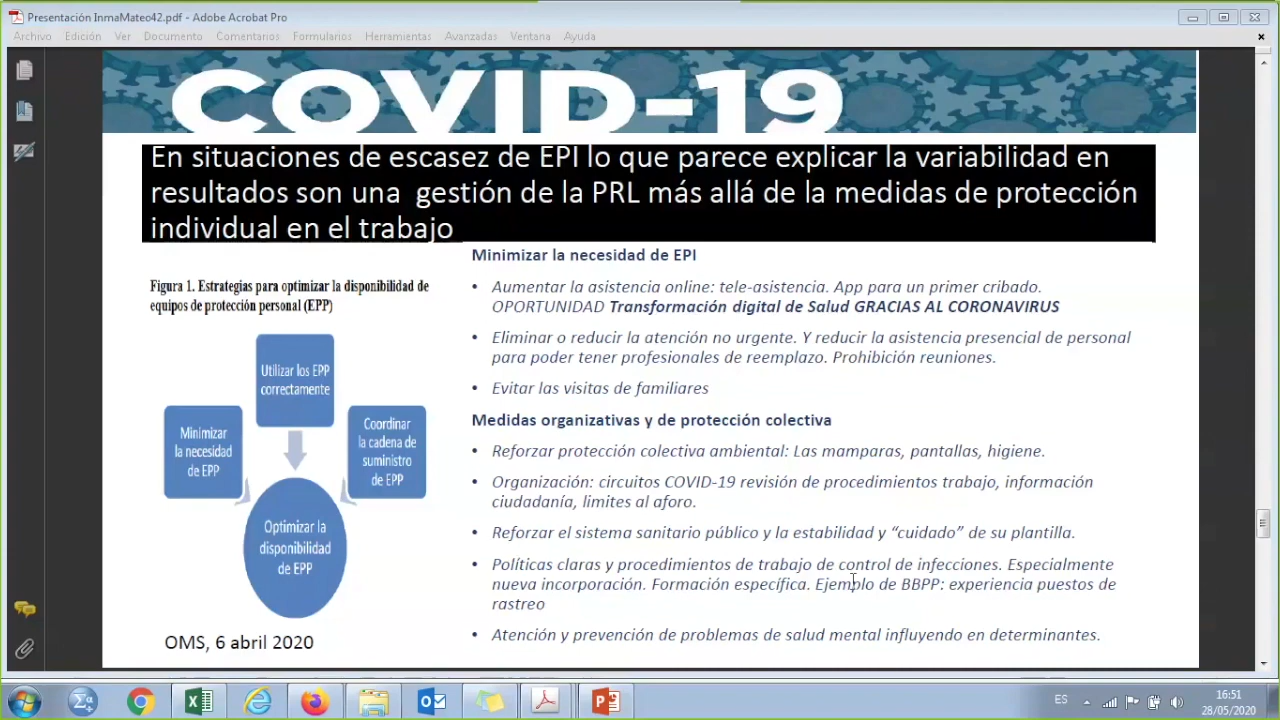 Presentación InmaMateo42.pdf - Adobe Acrobat Pro
Archivo Edición Ver Documento Comentarios Formularios Herramientas Avanzadas Ventana Ayuda
COVID-19
En situaciones de escasez de EPI lo que parece explicar la variabilidad en
resultados son una gestión de la PRL más allá de la medidas de protección
individual en el trabajo
Figura 1. Estrategias para optimizar la disponibilidad de
equipos de protección personal (EPP)
Utilizar los EPP
correctamente
Minimizar
la necesidad
de EPP
Coordinar
la cadena de
suministro
de EPP
Optimizar la
disponibilidad
de EPP
OMS, 6 abril 2020
Minimizar la necesidad de EPI
• Aumentar la asistencia online: tele-asistencia. App para un primer cribado.
OPORTUNIDAD Transformación digital de Salud GRACIAS AL CORONAVIRUS
• Eliminar o reducir la atención no urgente. Y reducir la asistencia presencial de personal
para poder tener profesionales de reemplazo. Prohibición reuniones.
• Evitar las visitas de familiares
Medidas organizativas y de protección colectiva
• Reforzar protección colectiva ambiental: Las mamparas, pantallas, higiene.
• Organización: circuitos COVID-19 revisión de procedimientos trabajo, información
ciudadanía, limites al aforo.
• Reforzar el sistema sanitario público y la estabilidad y “cuidado” de su plantilla.
• Políticas claras y procedimientos de trabajo de control de infecciones. Especialmente
nueva incorporación. Formación específica. Ejemplo de BBPP: experiencia puestos de
rastreo
• Atención y prevención de problemas de salud mental influyendo en determinantes.
ES
16:51
28/05/2020